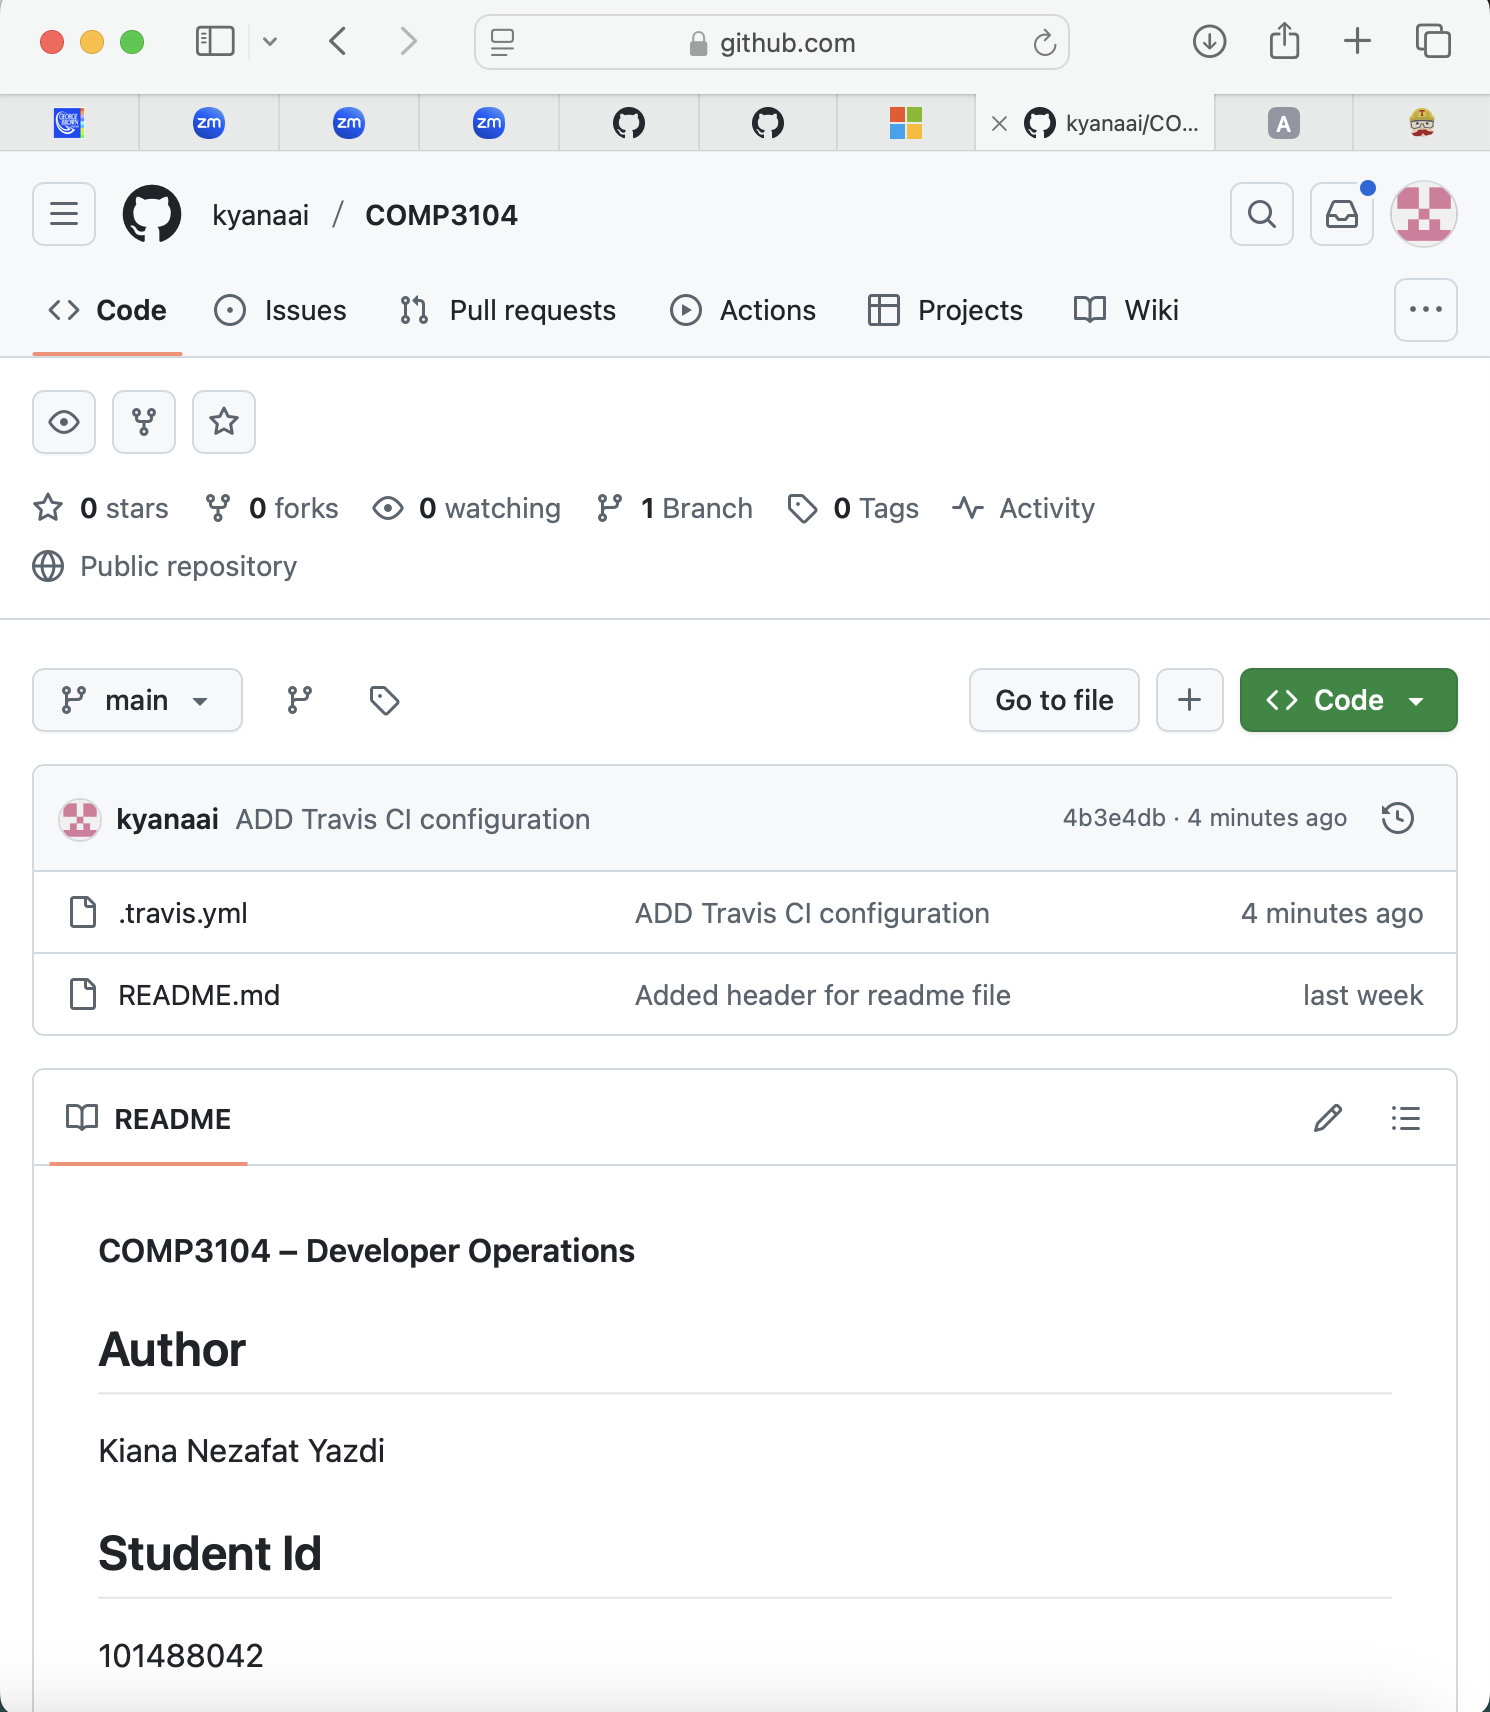 github.com
GEORGE BROWN
zm
zm
zm
kyanaai/CO...
A
kyanaai / COMP3104
Code
Issues
Pull requests
Actions
Projects
Wiki
0 stars
0 forks
0 watching
1 Branch
0 Tags
Activity
Public repository
main
Go to file
Code
kyanaai ADD Travis CI configuration 4b3e4db · 4 minutes ago
.travis.yml ADD Travis CI configuration 4 minutes ago
README.md Added header for readme file last week
README
COMP3104 – Developer Operations
Author
Kiana Nezafat Yazdi
Student Id
101488042